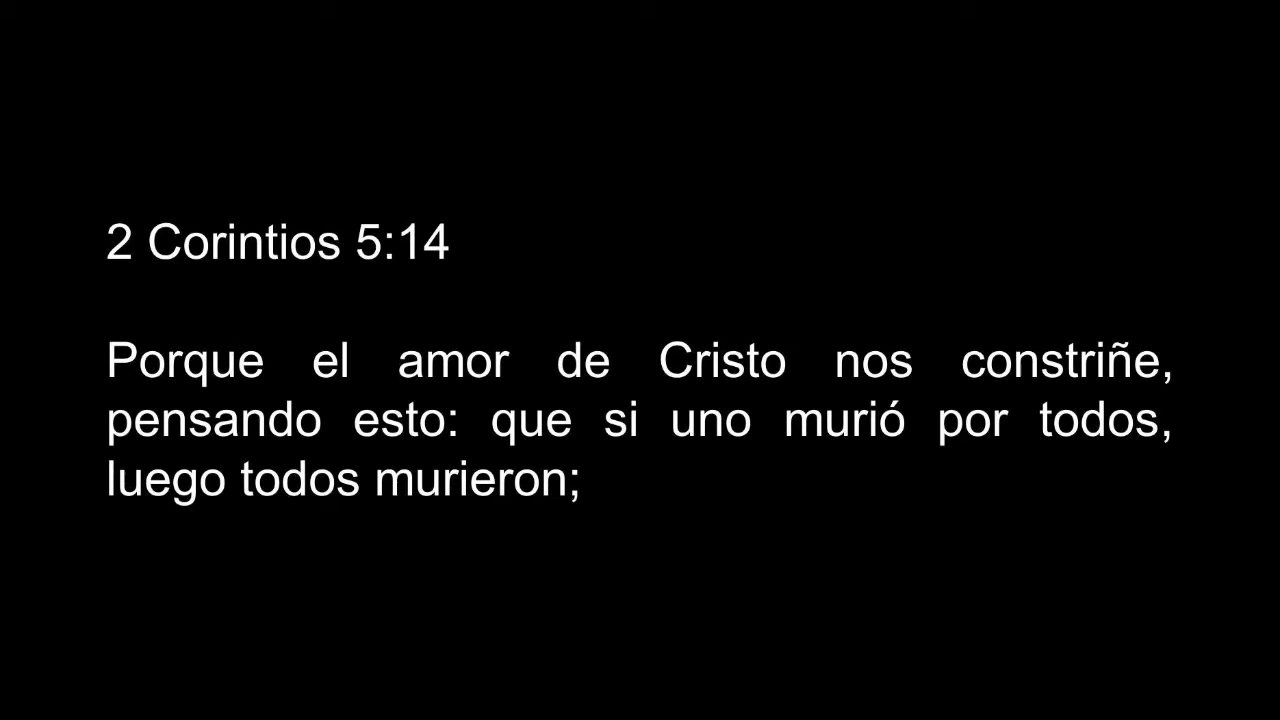 2 Corintios 5:14
Porque el amor de Cristo nos constriñe,
pensando esto: que si uno murió por todos,
luego todos murieron;